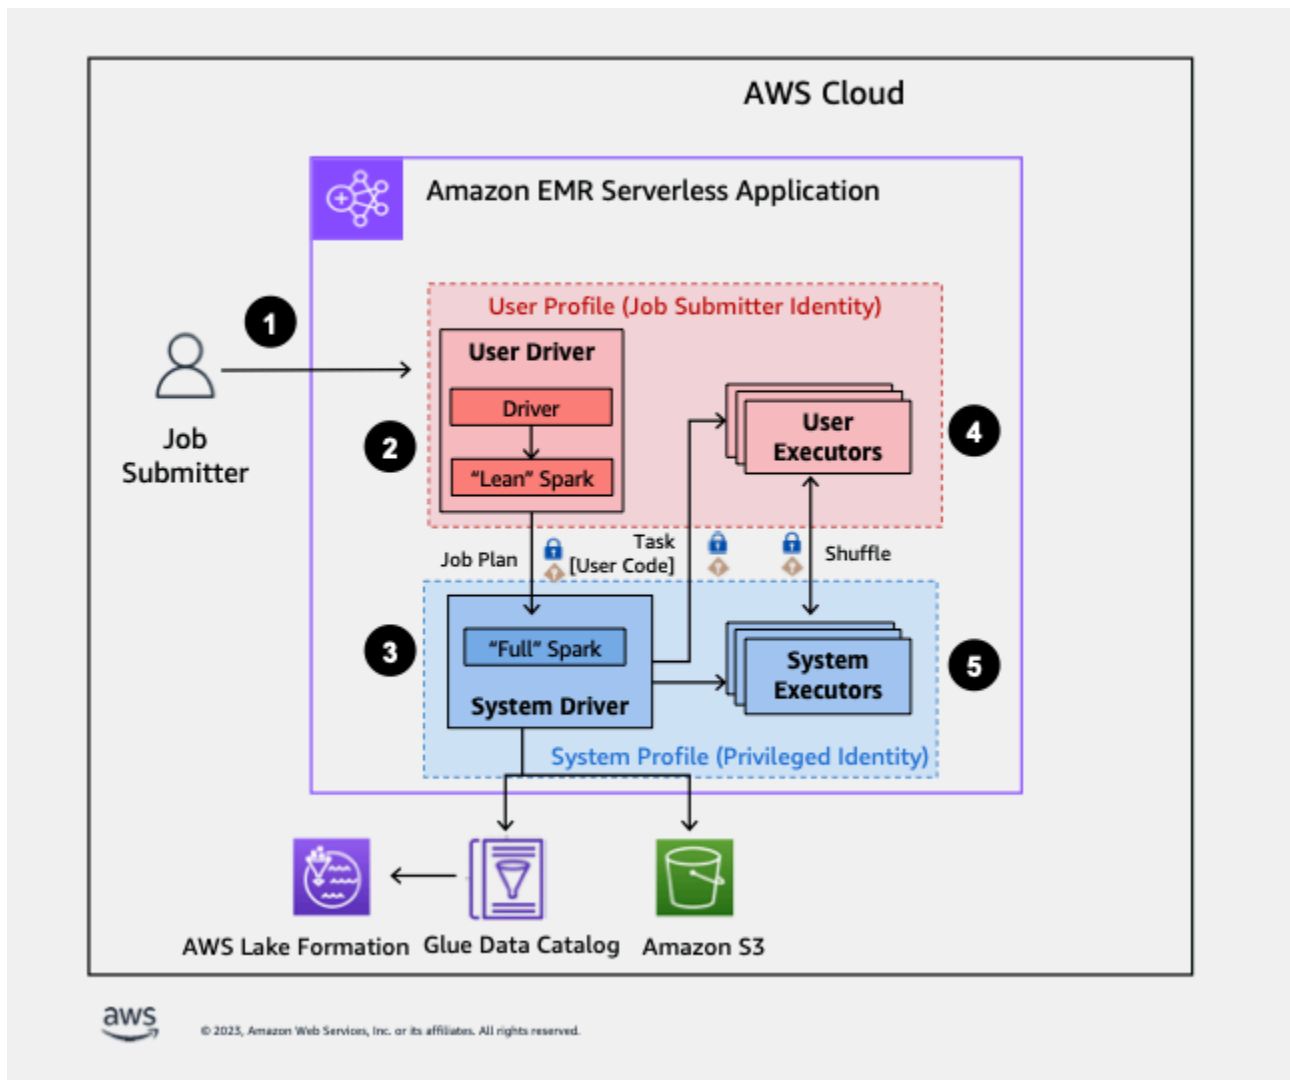 AWS Cloud
Amazon EMR Serverless Application
User Profile (Job Submitter Identity)
1
User Driver
Driver
"Lean" Spark
2
User
Executors
4
Job
Submitter
Job Plan
Task
[User Code]
Shuffle
3
"Full" Spark
System Driver
System
Executors
5
System Profile (Privileged Identity)
AWS Lake Formation
Glue Data Catalog
Amazon S3
aws
© 2023, Amazon Web Services, Inc. or its affiliates. All rights reserved.